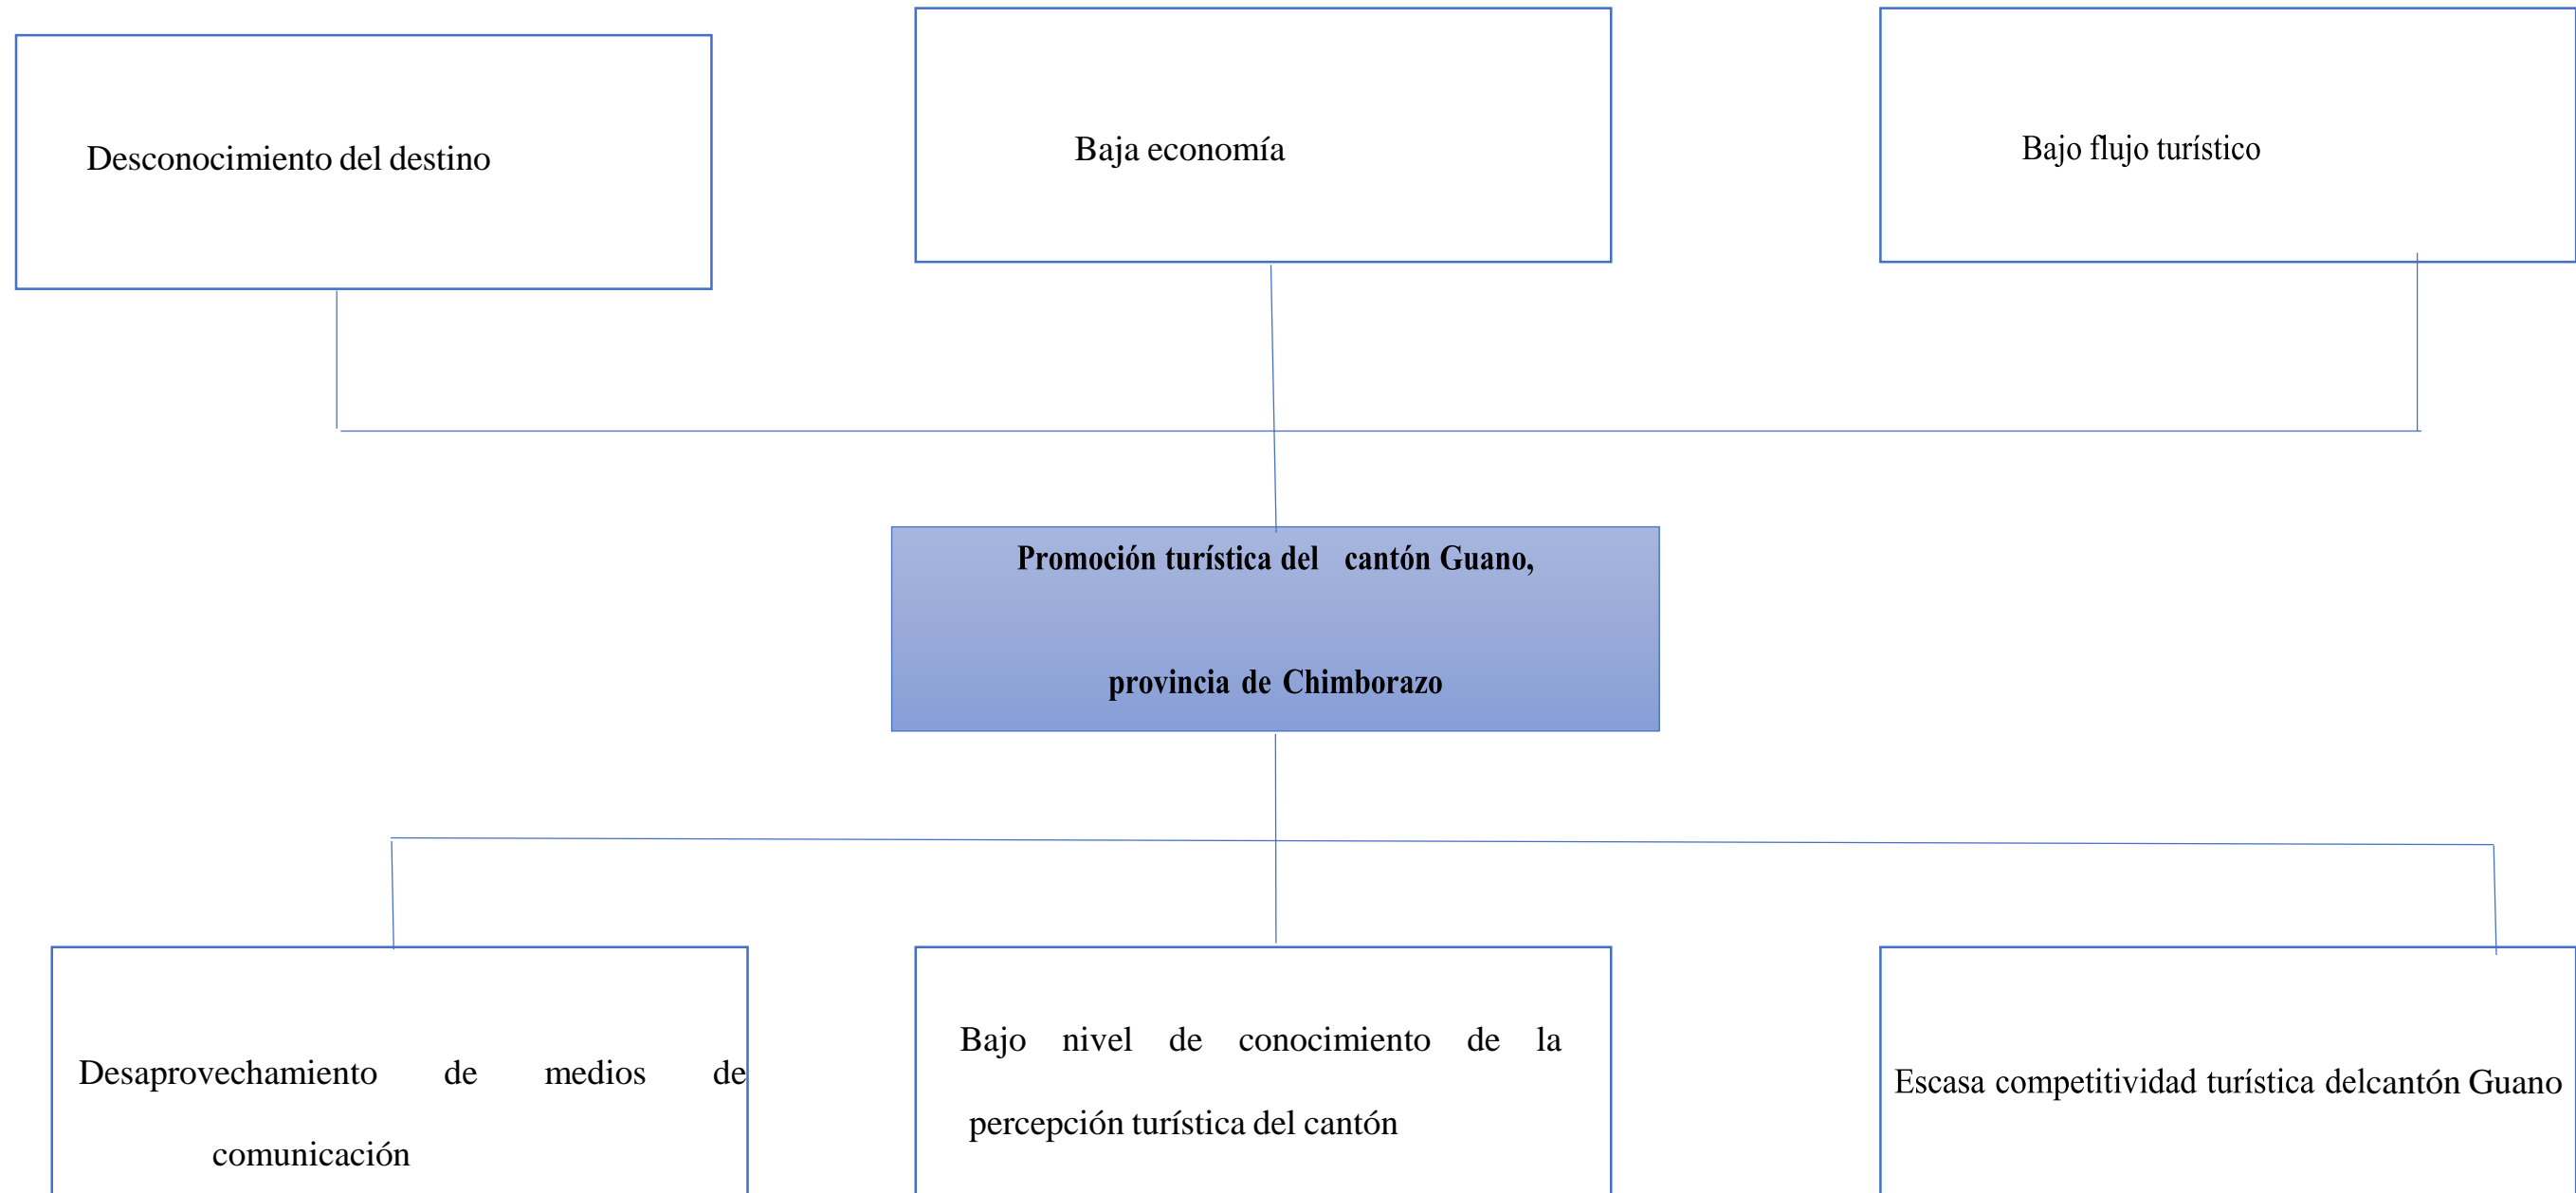 Desconocimiento del destino
Baja economía
Bajo flujo turístico
Promoción turística del cantón Guano,
provincia de Chimborazo
Desaprovechamiento de medios de
comunicación
Bajo nivel de conocimiento de la
percepción turística del cantón
Escasa competitividad turística delcantón Guano